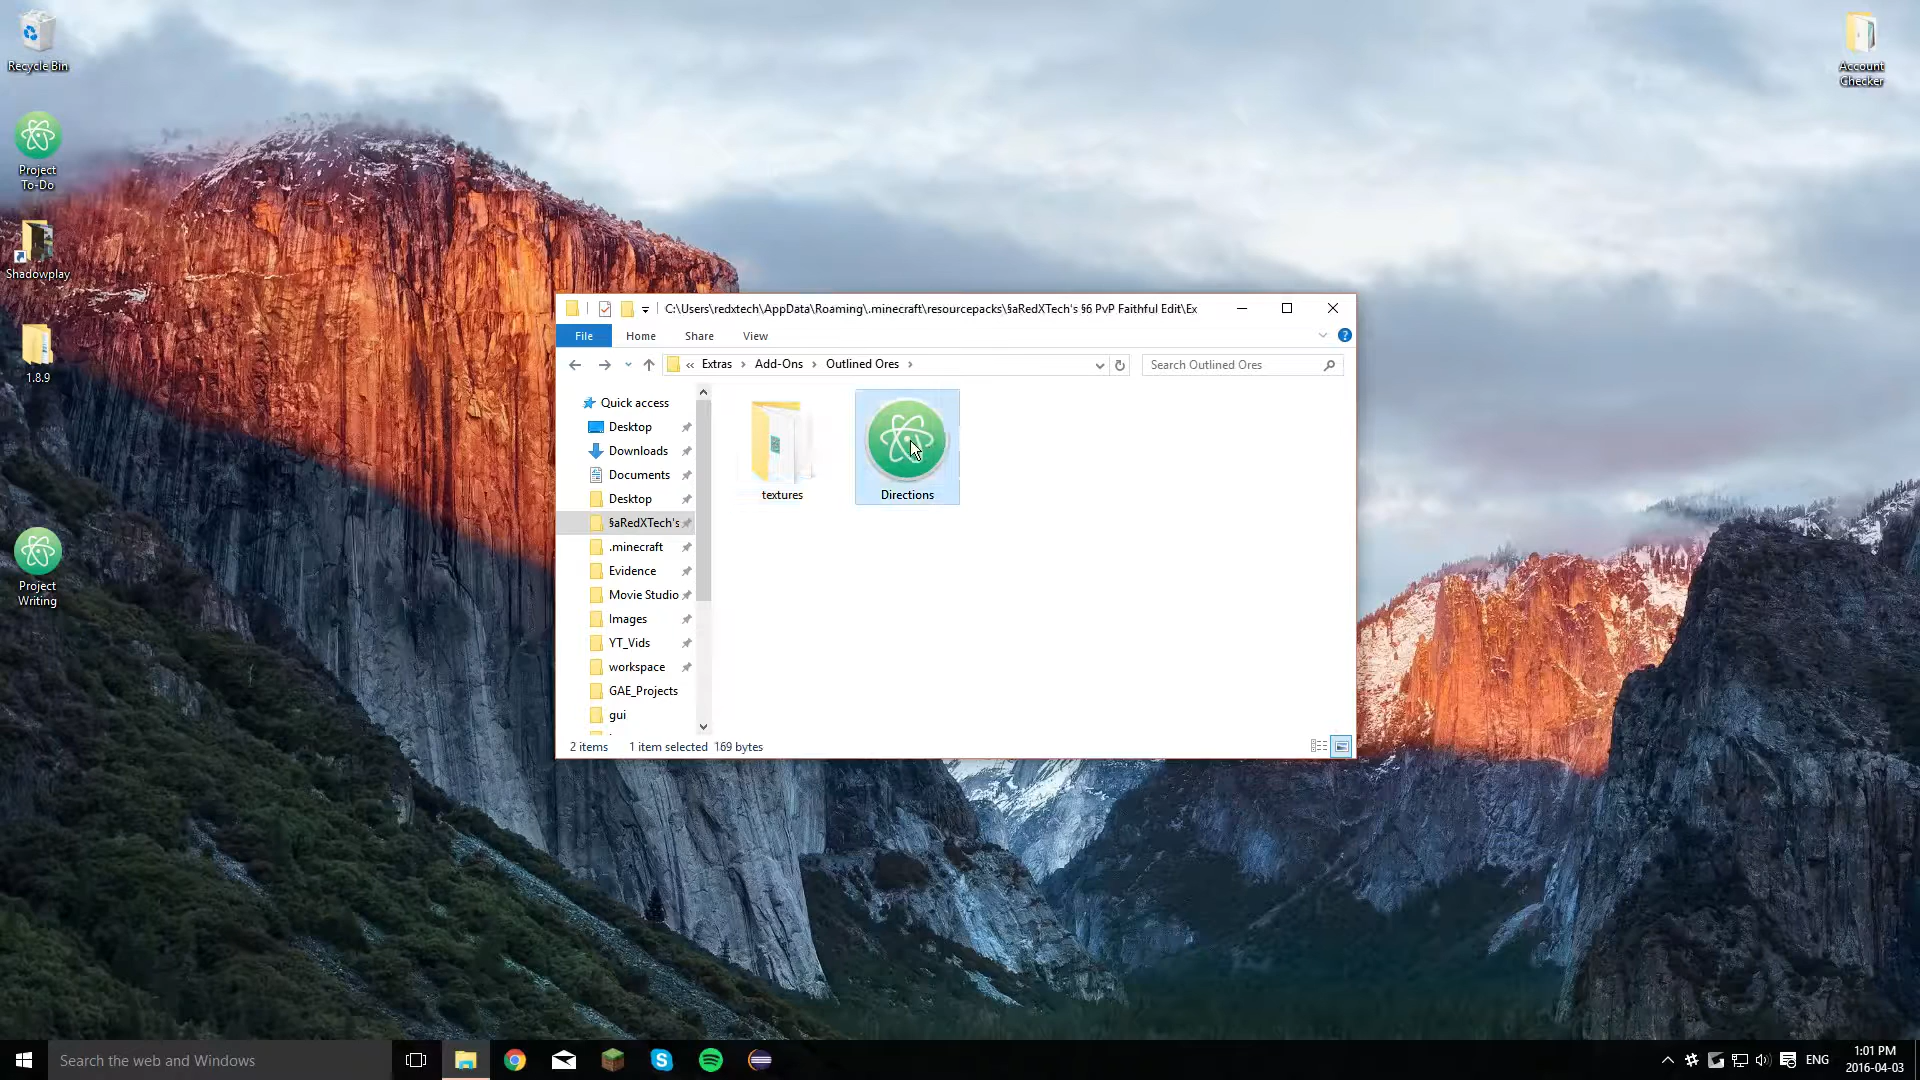 Recycle Bin
Project
To-Do
Shadowplay
1.8.9
Project
Writing
Account
Checker
C:\Users\redxtech\AppData\Roaming\.minecraft\resourcepacks\§aRedXTech's §6 PvP Faithful Edit\Ex
File
Home
Share
View
« Extras › Add-Ons › Outlined Ores ›
Search Outlined Ores
Quick access
Desktop
Downloads
Documents
Desktop
§aRedXTech's
.minecraft
Evidence
Movie Studio
Images
YT_Vids
workspace
GAE_Projects
gui
textures
Directions
2 items
1 item selected 169 bytes
Search the web and Windows
ENG
1:01 PM
2016-04-03